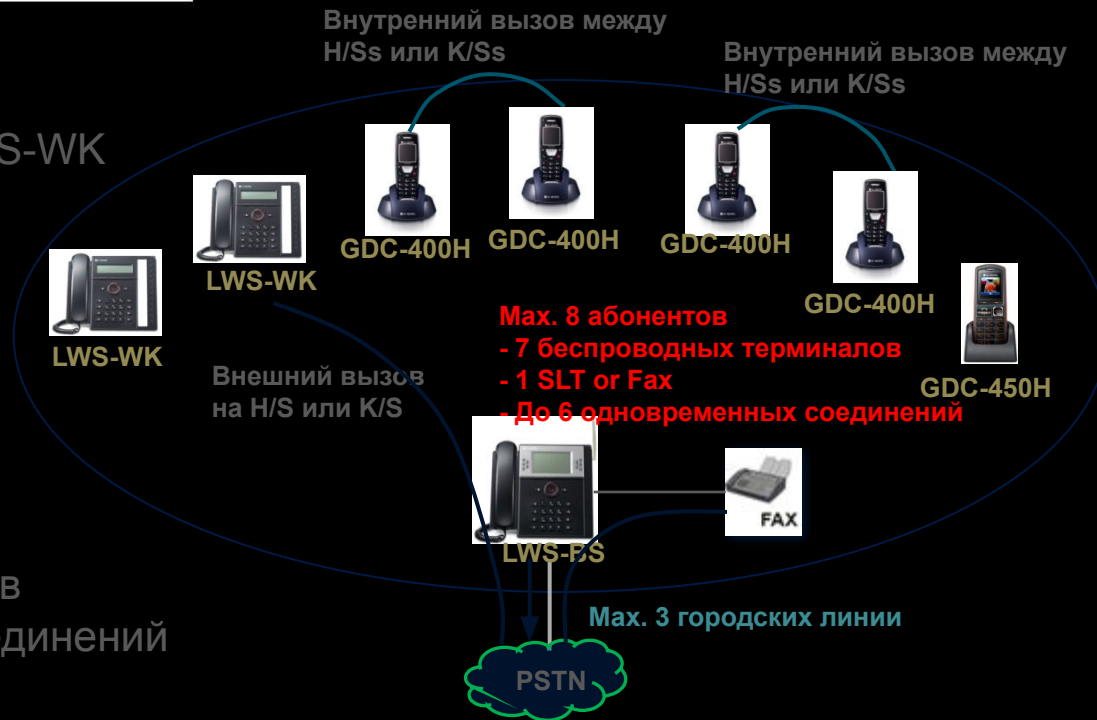 Внутренний вызов между
H/Ss или K/Ss
Внутренний вызов между
H/Ss или K/Ss
S-WK
GDC-400H
GDC-400H
GDC-400H
LWS-WK
GDC-400H
LWS-WK
GDC-450H
Max. 8 абонентов
- 7 беспроводных терминалов
- 1 SLT or Fax
- До 6 одновременных соединений
Внешний вызов
на H/S или K/S
FAX
LWS-BS
в
динений
Max. 3 городских линии
PSTN